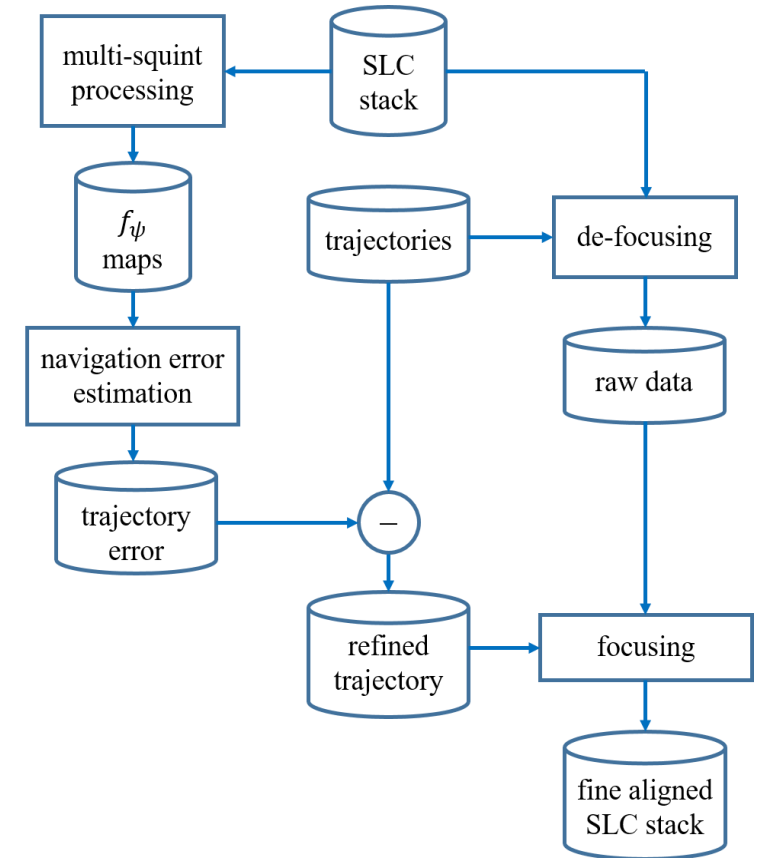 multi-squint
processing
SLC
stack
f_ψ
maps
trajectories
de-focusing
navigation error
estimation
raw data
trajectory
error
–
refined
trajectory
focusing
fine aligned
SLC stack